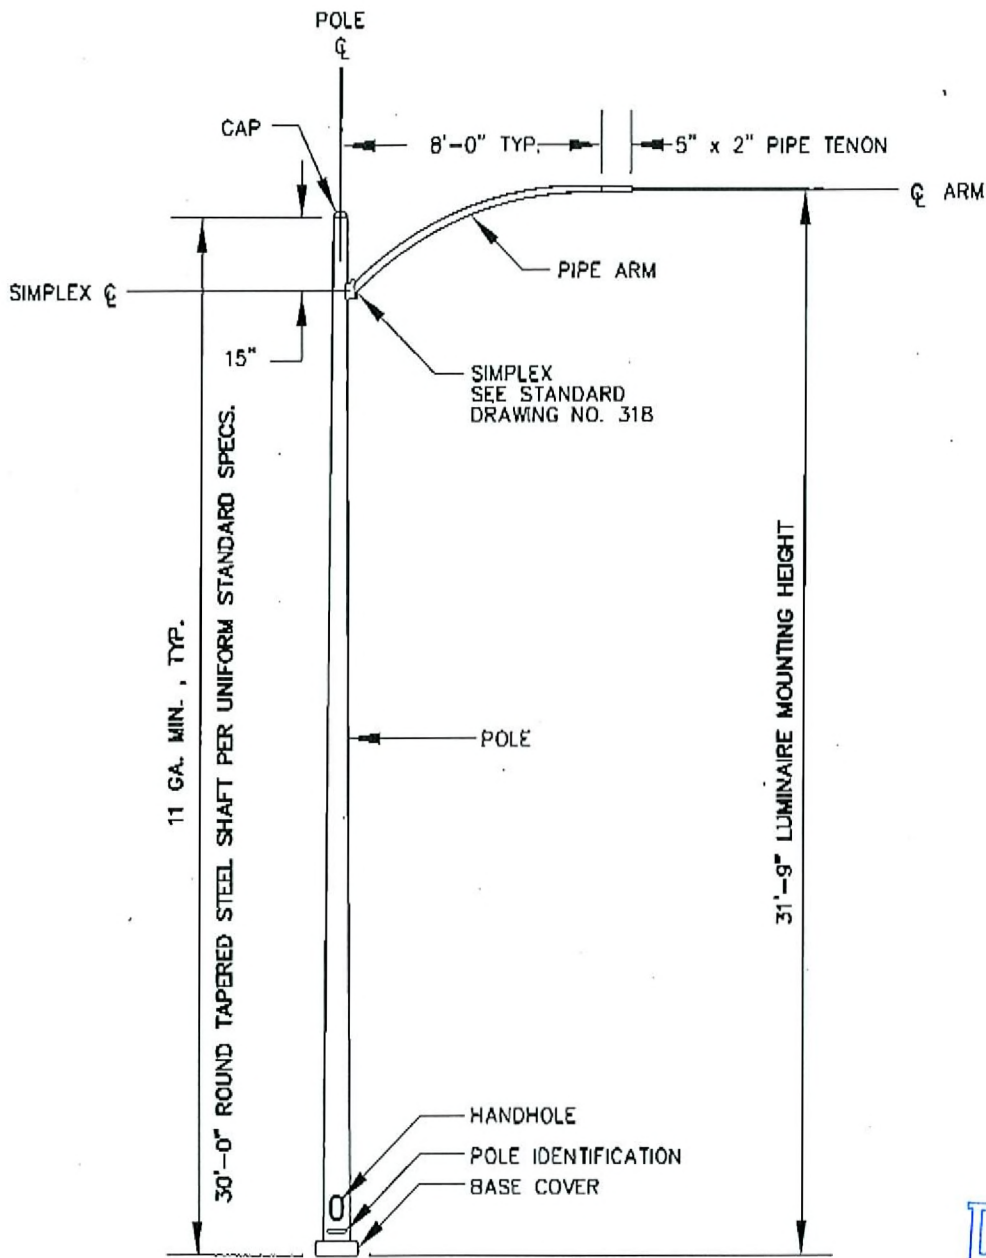 POLE
℄
CAP
8'-0" TYP.
5" x 2" PIPE TENON
℄ ARM
PIPE ARM
SIMPLEX ℄
15"
SIMPLEX
SEE STANDARD
DRAWING NO. 318
11 GA. MIN., TYP.
30'-0" ROUND TAPERED STEEL SHAFT PER UNIFORM STANDARD SPECS.
31'-9" LUMINAIRE MOUNTING HEIGHT
POLE
HANDHOLE
POLE IDENTIFICATION
BASE COVER